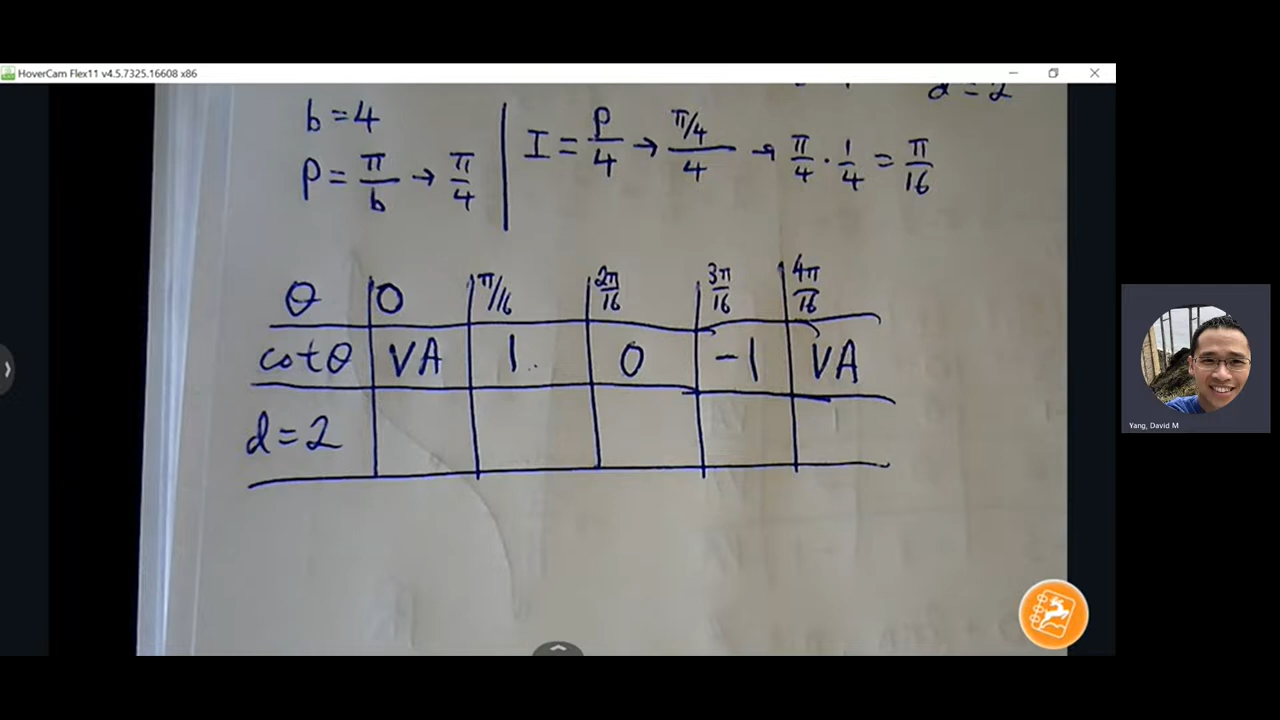 HoverCam Flex11 v4.5.7325.16608 x86
d = 2
b = 4
P = π/b → π/4
I = P/4 → π/4/4 → π/4 · 1/4 = π/16
θ 0 π/16 2π/16 3π/16 4π/16
cot θ VA 1 0 -1 VA
d = 2
Yang, David M